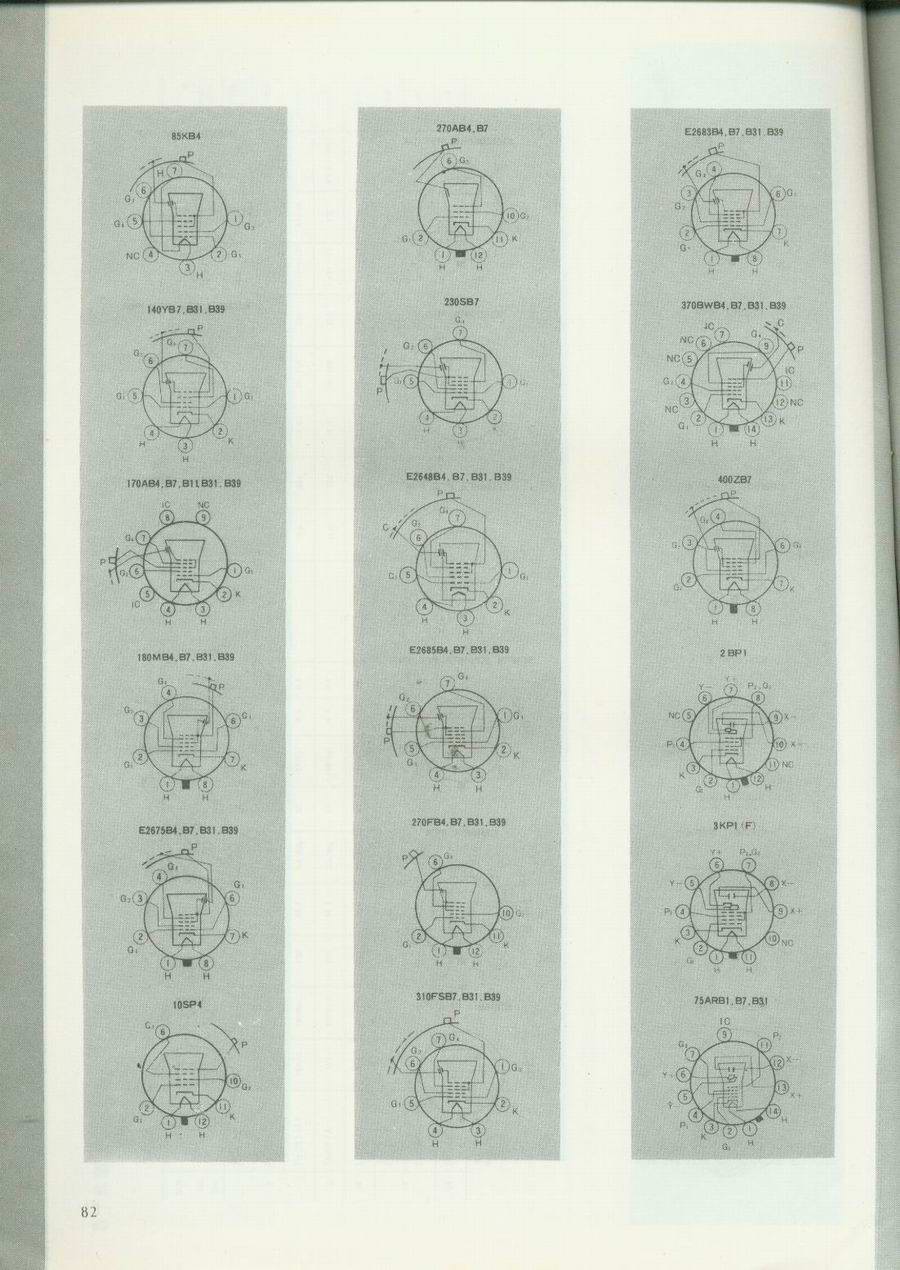 85KB4
P
H 7
G₂ 6
G₄ 5
1 G₃
NC 4
2 G₁
3
H
140YB7, B31, B39
P
7
6
5
1 G₁
4
2 K
H
3
H
170AB4, B7, B11, B31, B39
IC NC
8 9
G₄ 7
P
6
1 G₁
5
2 K
IC
4 3
H H
180MB4, B7, B31, B39
P
4
G₂ 3
6 G₁
2
7
K
1 8
H H
E2675B4, B7, B31, B39
P
G₃
4
G₁
G₂ 3
6
2
7 K
1 8
H H
10SP4
6
P
10 G₂
2
11
G₁
K
1 12
H H
270AB4, B7
P
6 G₃
10 G₂
G₁ 2
11 K
1 12
H H
230SB7
G₄
7
G₃ 6
5
P
4
2
H
3
K
E2648B4, B7, B31, B39
P
G₄
7
C
G₃
6
G₂ 5
1 G₁
4
2
H
3
K
H
E2685B4, B7, B31, B39
7 G₄
G₂
6
1 G₁
P
5
2
G₃
K
4 3
H H
270FB4, B7, B31, B39
P
6 G₃
10 G₂
G₁ 2
11
K
1 12
H H
310FSB7, B31, B39
P
7 G₄
G₂
6
1 G₃
G₁ 5
2
K
4 3
H H
E2683B4, B7, B31, B39
P
G₄ 4
3
6 G₁
G₂
2
7
K
1 8
H H
370BWB4, B7, B31, B39
C
IC
7
G₄
9
P
NC 6
NC 5
IC
11
G₂ 4
3
12 NC
NC
2
13 K
G₁
1 14
H H
400ZB7
P
4
3
6 G₃
2
7
K
1 8
H H
2BP1
Y− Y+ P₂, G₂
6 7 8
NC 5
9 X−
P₁ 4
10
3
11 NC
K
2
G₁
1 12
H H
3KP1 (F)
Y+ P₂, G₂
6 7
Y− 5
8 X−
P₁ 4
9 X+
3
10 NC
K
2
G₁
1 11
H H
75ARB1, B7, B31
IC
9
P₂
11
7
12 X−
Y+ 6
13
5
X+
Y
4
14
P₁
3 2 1
H
K
G₁
H
82